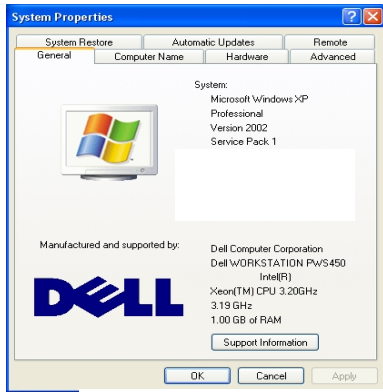 System Properties
System Restore
Automatic Updates
Remote
General
Computer Name
Hardware
Advanced
System:
Microsoft Windows XP
Professional
Version 2002
Service Pack 1
Manufactured and supported by:
DELL
Dell Computer Corporation
Dell WORKSTATION PWS450
Intel(R)
Xeon(TM) CPU 3.20GHz
3.19 GHz
1.00 GB of RAM
Support Information
OK
Cancel
Apply